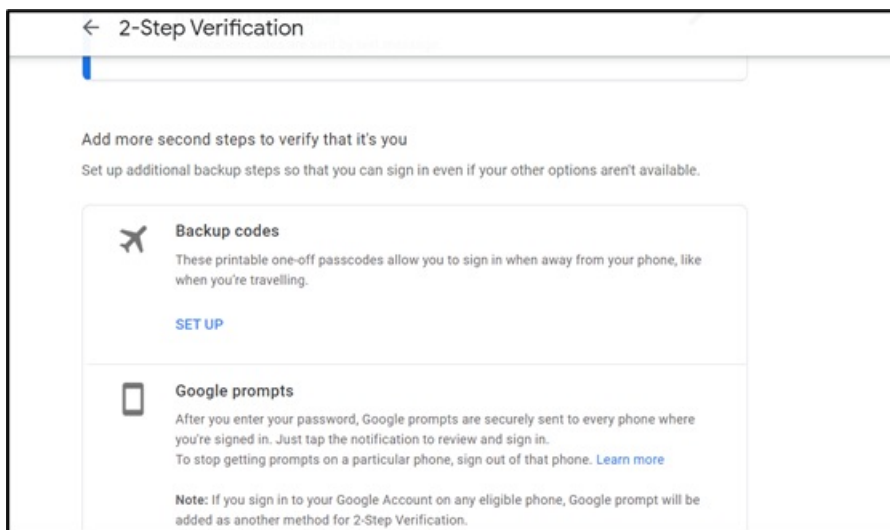 2-Step Verification
Add more second steps to verify that it's you
Set up additional backup steps so that you can sign in even if your other options aren't available.
Backup codes
These printable one-off passcodes allow you to sign in when away from your phone, like
when you're travelling.
SET UP
Google prompts
After you enter your password, Google prompts are securely sent to every phone where
you're signed in. Just tap the notification to review and sign in.
To stop getting prompts on a particular phone, sign out of that phone. Learn more
Note: If you sign in to your Google Account on any eligible phone, Google prompt will be
added as another method for 2-Step Verification.